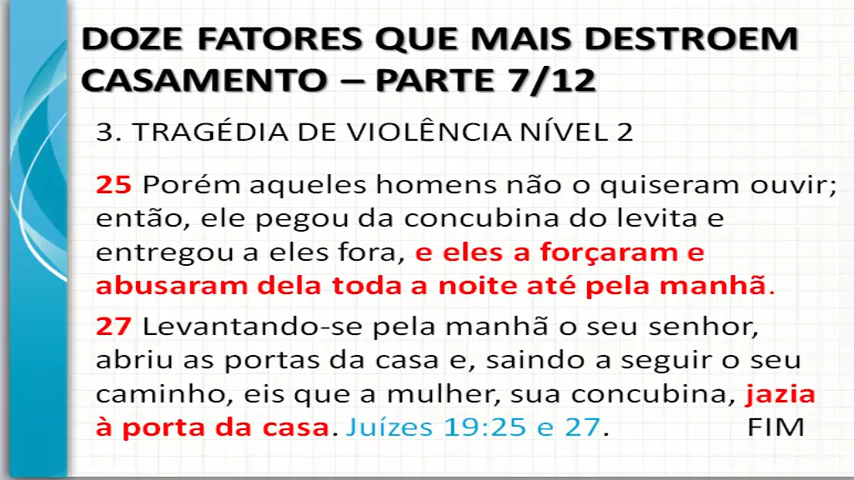 DOZE FATORES QUE MAIS DESTROEM
CASAMENTO – PARTE 7/12
3. TRAGÉDIA DE VIOLÊNCIA NÍVEL 2
25 Porém aqueles homens não o quiseram ouvir;
então, ele pegou da concubina do levita e
entregou a eles fora, e eles a forçaram e
abusaram dela toda a noite até pela manhã.
27 Levantando-se pela manhã o seu senhor,
abriu as portas da casa e, saindo a seguir o seu
caminho, eis que a mulher, sua concubina, jazia
à porta da casa. Juízes 19:25 e 27. FIM